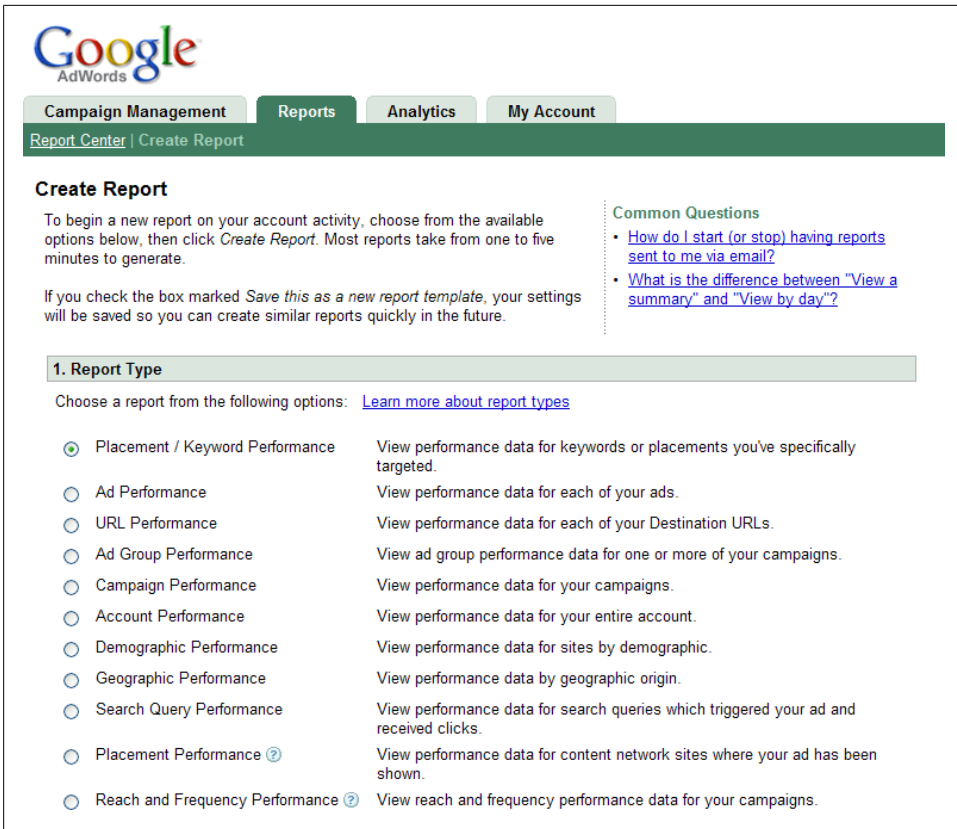 Google
AdWords
Campaign Management Reports Analytics My Account
Report Center | Create Report
Create Report
To begin a new report on your account activity, choose from the available
options below, then click Create Report. Most reports take from one to five
minutes to generate.
If you check the box marked Save this as a new report template, your settings
will be saved so you can create similar reports quickly in the future.
Common Questions
• How do I start (or stop) having reports
sent to me via email?
• What is the difference between "View a
summary" and "View by day"?
1. Report Type
Choose a report from the following options: Learn more about report types
Placement / Keyword Performance View performance data for keywords or placements you've specifically
targeted.
Ad Performance View performance data for each of your ads.
URL Performance View performance data for each of your Destination URLs.
Ad Group Performance View ad group performance data for one or more of your campaigns.
Campaign Performance View performance data for your campaigns.
Account Performance View performance data for your entire account.
Demographic Performance View performance data for sites by demographic.
Geographic Performance View performance data by geographic origin.
Search Query Performance View performance data for search queries which triggered your ad and
received clicks.
Placement Performance ? View performance data for content network sites where your ad has been
shown.
Reach and Frequency Performance ? View reach and frequency performance data for your campaigns.